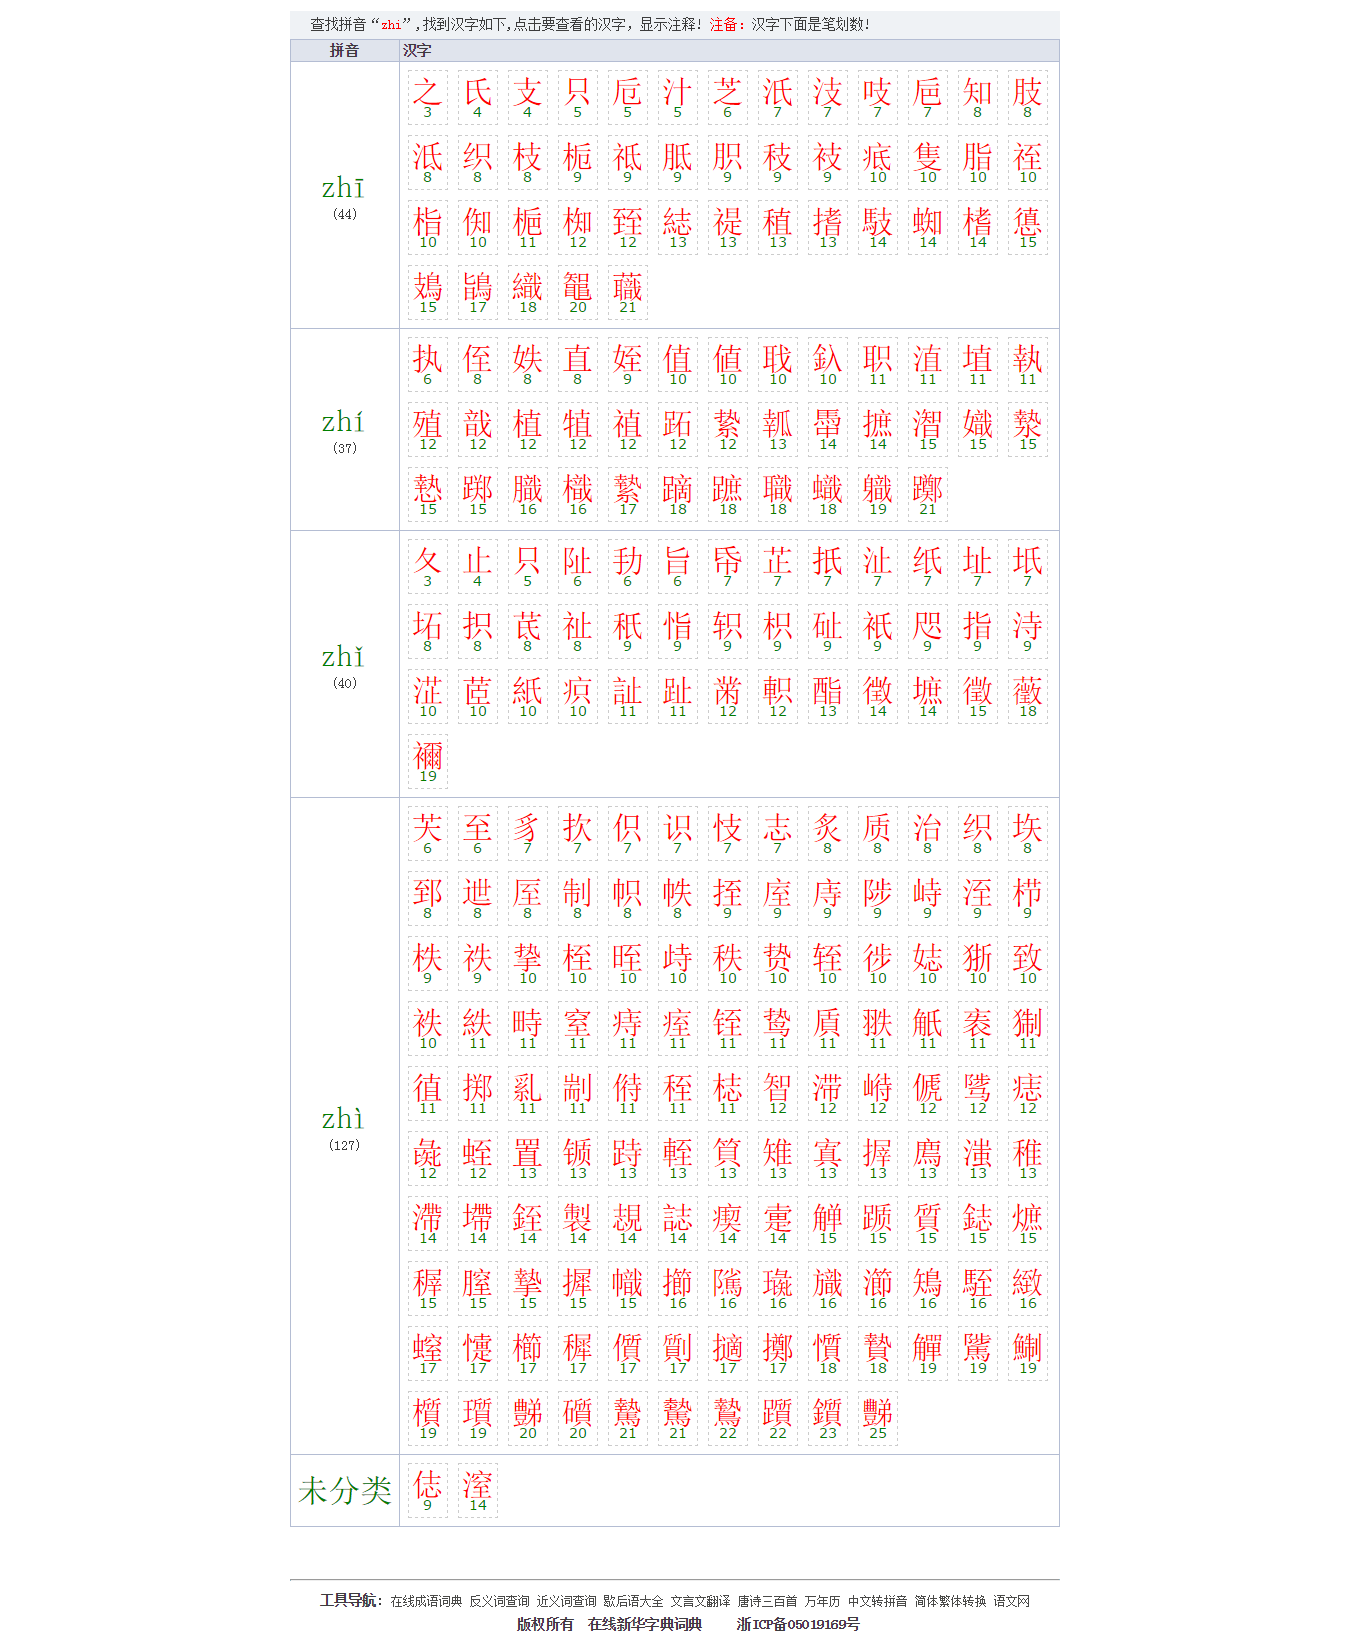 查找拼音“zhi”,找到汉字如下,点击要查看的汉字，显示注释! 注备: 汉字下面是笔划数!
拼音 汉字
zhī
(44)
之 氏 支 只 卮 汁 芝 汦 汥 吱 巵 知 肢
3 4 4 5 5 5 6 7 7 7 7 8 8
泜 织 枝 栀 祗 胝 胑 秓 衼 疷 隻 脂 祬
8 8 8 9 9 9 9 9 9 10 10 10 10
栺 倁 梔 椥 臸 綕 禔 稙 搘 馶 蜘 榰 憄
10 10 11 12 12 13 13 13 13 14 14 14 15
鳷 鴲 織 鼅 蘵
15 17 18 20 21
zhí
(37)
执 侄 妷 直 姪 值 値 聀 釞 职 淔 埴 執
6 8 8 8 9 10 10 10 10 11 11 11 11
殖 戠 植 犆 禃 跖 絷 瓡 墆 摭 潪 嬂 漐
12 12 12 12 12 12 12 13 14 14 15 15 15
慹 踯 膱 樴 縶 蹢 蹠 職 蟙 軄 躑
15 15 16 16 17 18 18 18 18 19 21
zhǐ
(40)
夂 止 只 阯 劧 旨 帋 芷 抧 沚 纸 址 坁
3 4 5 6 6 6 7 7 7 7 7 7 7
坧 抧 茋 祉 秖 恉 轵 枳 砋 衹 咫 指 洔
8 8 8 8 9 9 9 9 9 9 9 9 9
淽 茝 紙 疻 訨 趾 黹 軹 酯 徴 墌 徵 藢
10 10 10 10 11 11 12 12 13 14 14 15 18
襧
19
zhì
(127)
芖 至 豸 扻 伿 识 忮 志 炙 质 治 织 垁
6 6 7 7 7 7 7 7 8 8 8 8 8
郅 迣 厔 制 帜 帙 挃 庢 庤 陟 峙 洷 栉
8 8 8 8 8 8 9 9 9 9 9 9 9
柣 祑 挚 桎 晊 歭 秩 贽 轾 徏 娡 狾 致
9 9 10 10 10 10 10 10 10 10 10 10 10
袟 紩 畤 窒 痔 痓 铚 鸷 貭 翐 觗 袠 猘
10 11 11 11 11 11 11 11 11 11 11 11 11
徝 掷 乿 崻 偫 秷 梽 智 滞 崻 傂 骘 痣
11 11 11 11 11 11 11 12 12 12 12 12 12
彘 蛭 置 锧 跱 輊 筫 雉 寘 搱 廌 滍 稚
12 12 13 13 13 13 13 13 13 13 13 13 13
滯 墆 銍 製 覟 誌 瘈 疐 觯 踬 質 鋕 熫
14 14 14 14 14 14 14 14 15 15 15 15 15
稺 膣 摯 摨 幟 擳 隲 璏 旘 瀄 鴙 駤 緻
15 15 15 15 15 16 16 16 16 16 16 16 16
螲 懥 櫛 穉 儨 劕 擿 擲 懫 贄 觶 騭 鯯
17 17 17 17 17 17 17 17 18 18 19 19 19
櫍 瓆 豑 礩 騺 驇 鷙 躓 鑕 豒
19 19 20 20 21 21 22 22 23 25
未分类
㣥 滵
9 14
工具导航: 在线成语词典 反义词查询 近义词查询 歇后语大全 文言文翻译 唐诗三百首 万年历 中文转拼音 简体繁体转换 语文网
版权所有 在线新华字典词典 浙ICP备05019169号